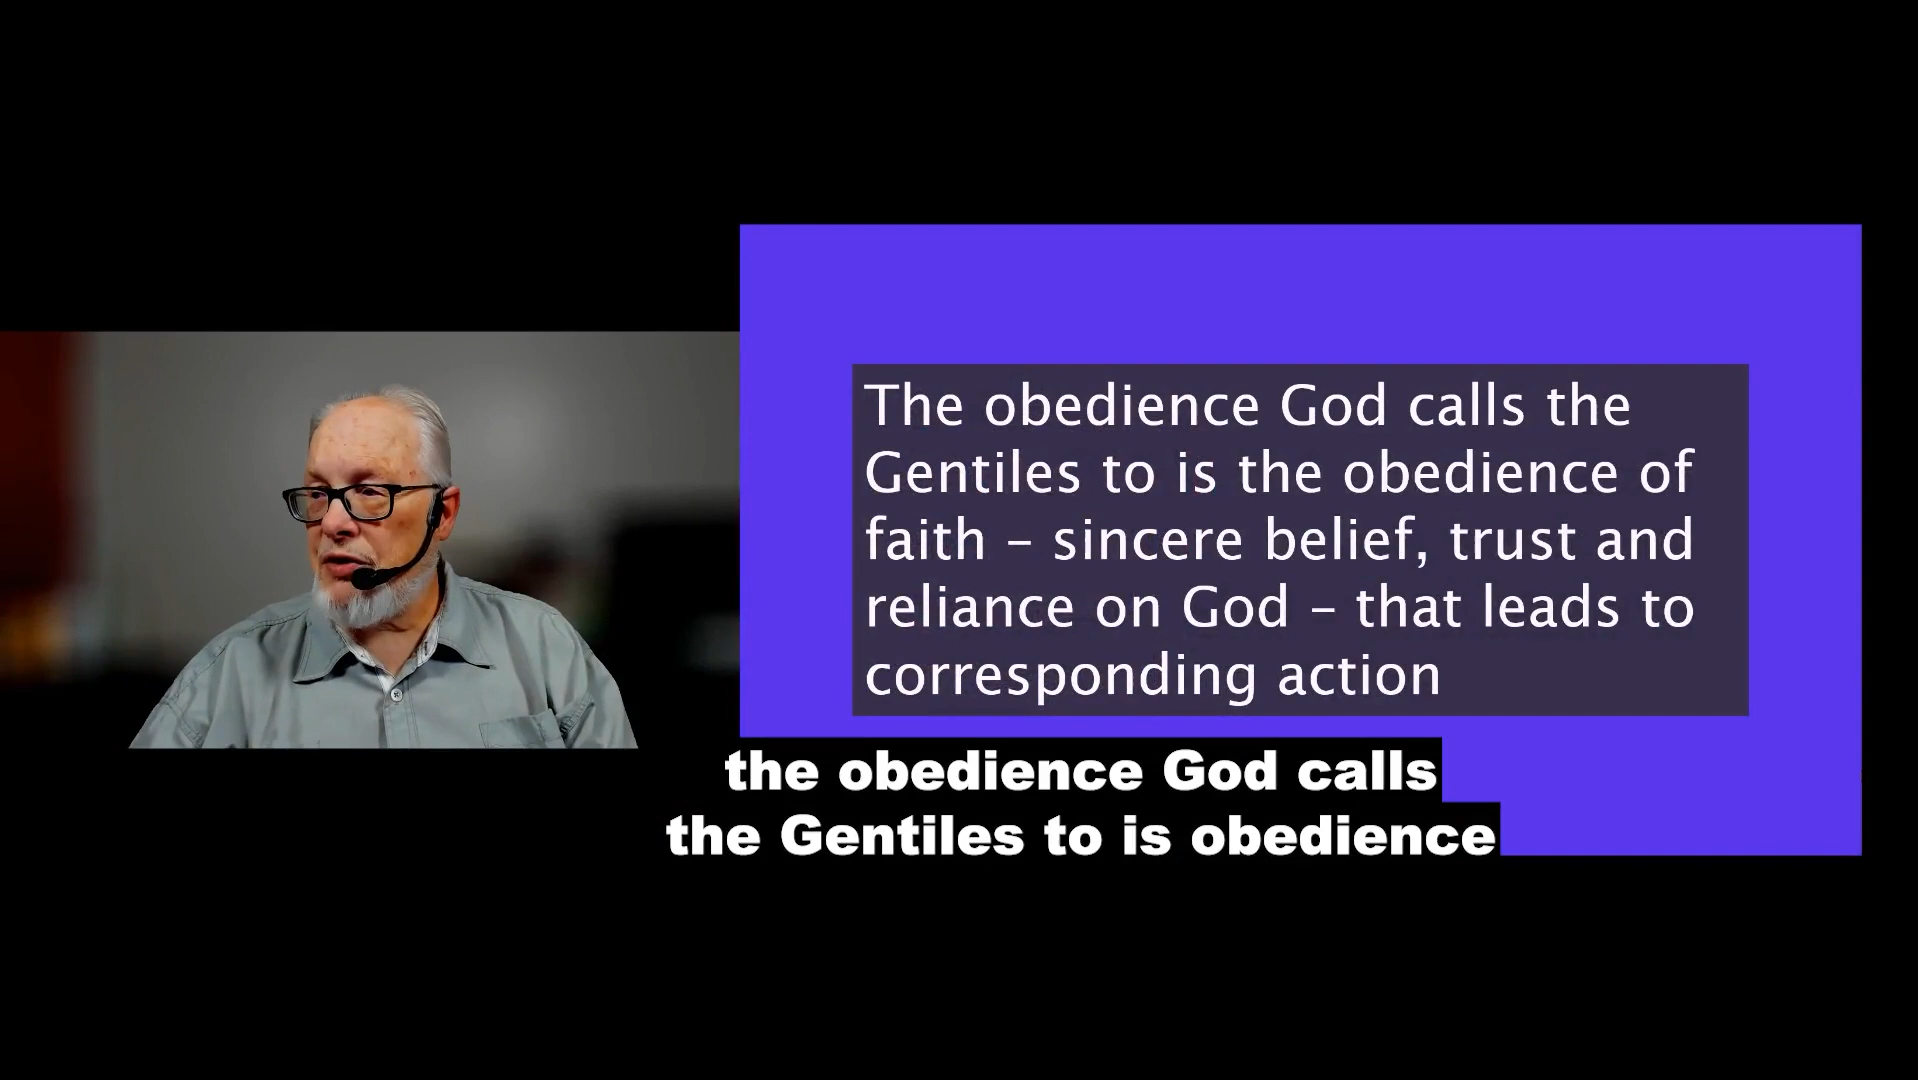 The obedience God calls the
Gentiles to is the obedience of
faith – sincere belief, trust and
reliance on God – that leads to
corresponding action
the obedience God calls
the Gentiles to is obedience